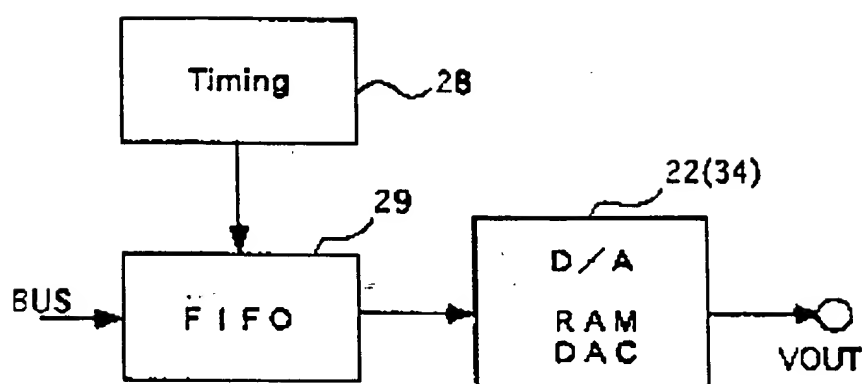 Timing
28
22(34)
29
D/A
BUS
FIFO
RAM
DAC
VOUT